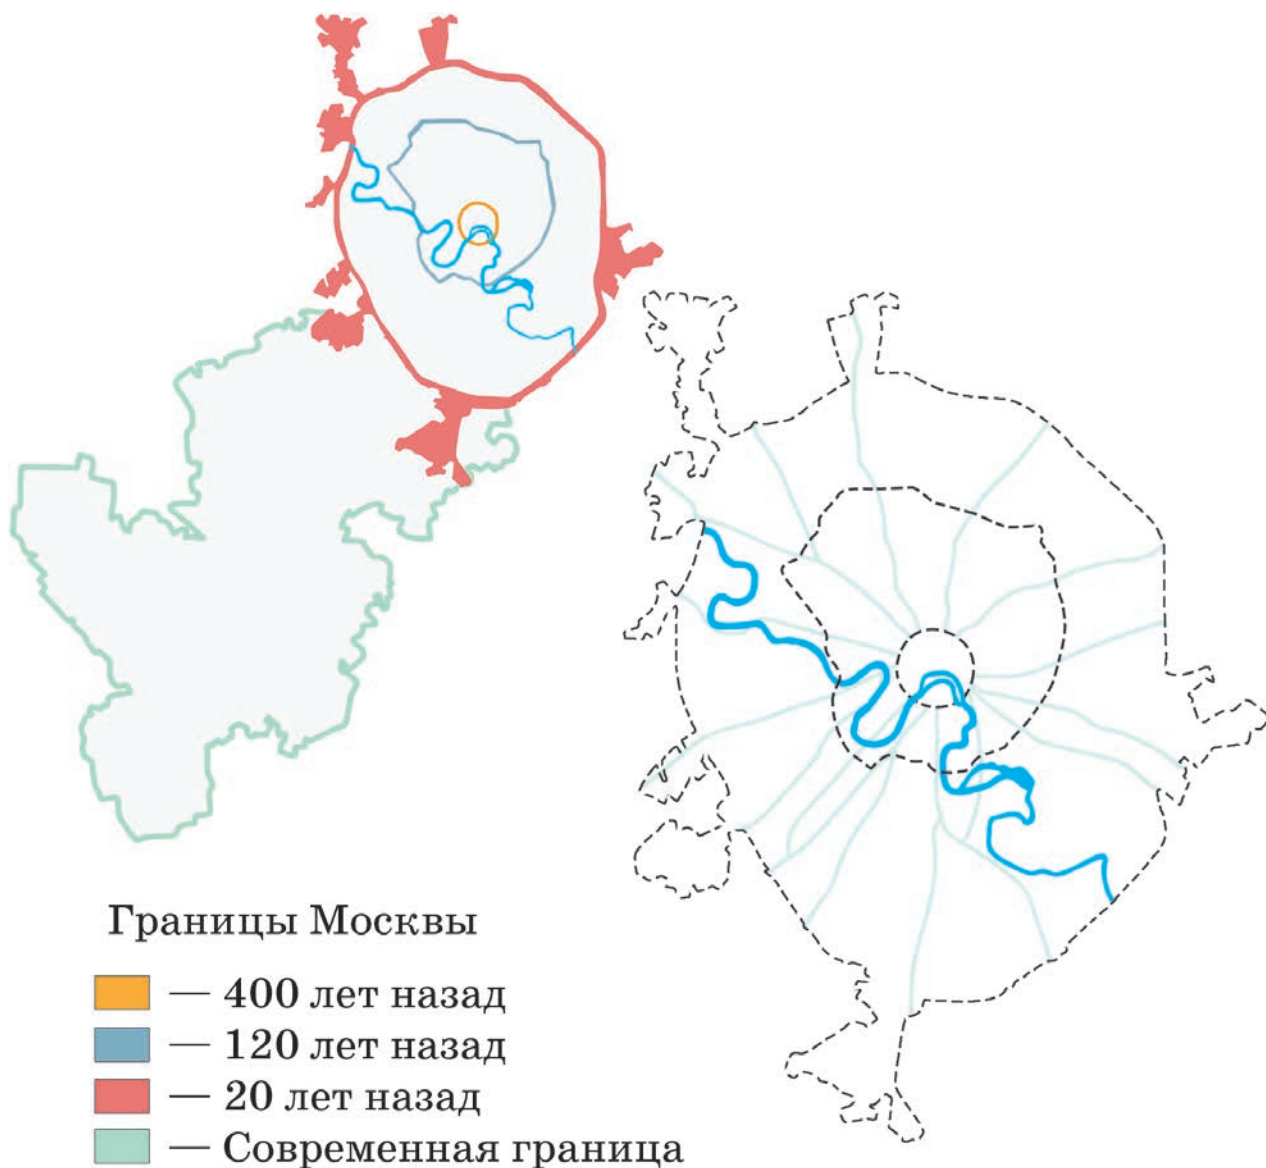 Границы Москвы
— 400 лет назад
— 120 лет назад
— 20 лет назад
— Современная граница